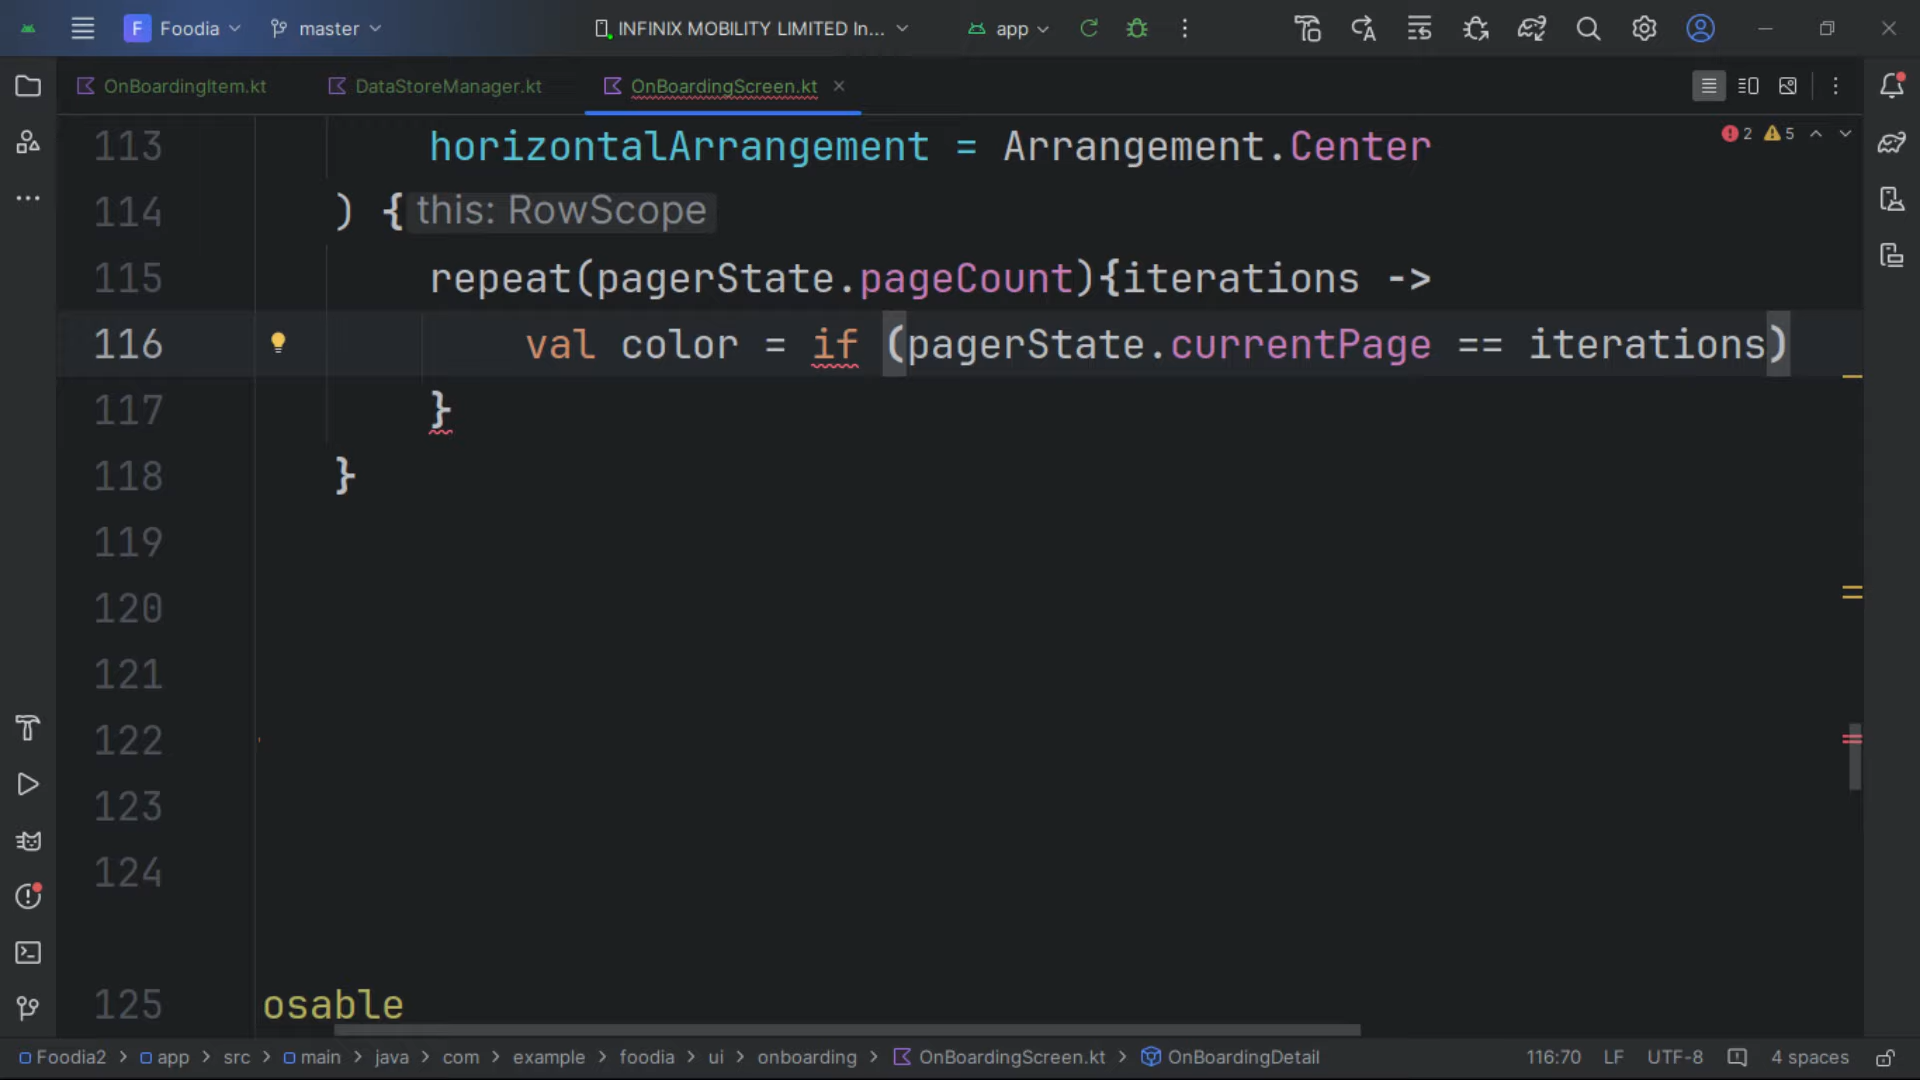 F Foodia master INFINIX MOBILITY LIMITED In... app
OnBoardingItem.kt DataStoreManager.kt OnBoardingScreen.kt
2 5
113 horizontalArrangement = Arrangement.Center
114 ) { this: RowScope
115 repeat(pagerState.pageCount){iterations ->
116 val color = if (pagerState.currentPage == iterations)
117 }
118 }
119
120
121
122
123
124
125 osable
Foodia2 > app > src > main > java > com > example > foodia > ui > onboarding > OnBoardingScreen.kt > OnBoardingDetail 116:70 LF UTF-8 4 spaces